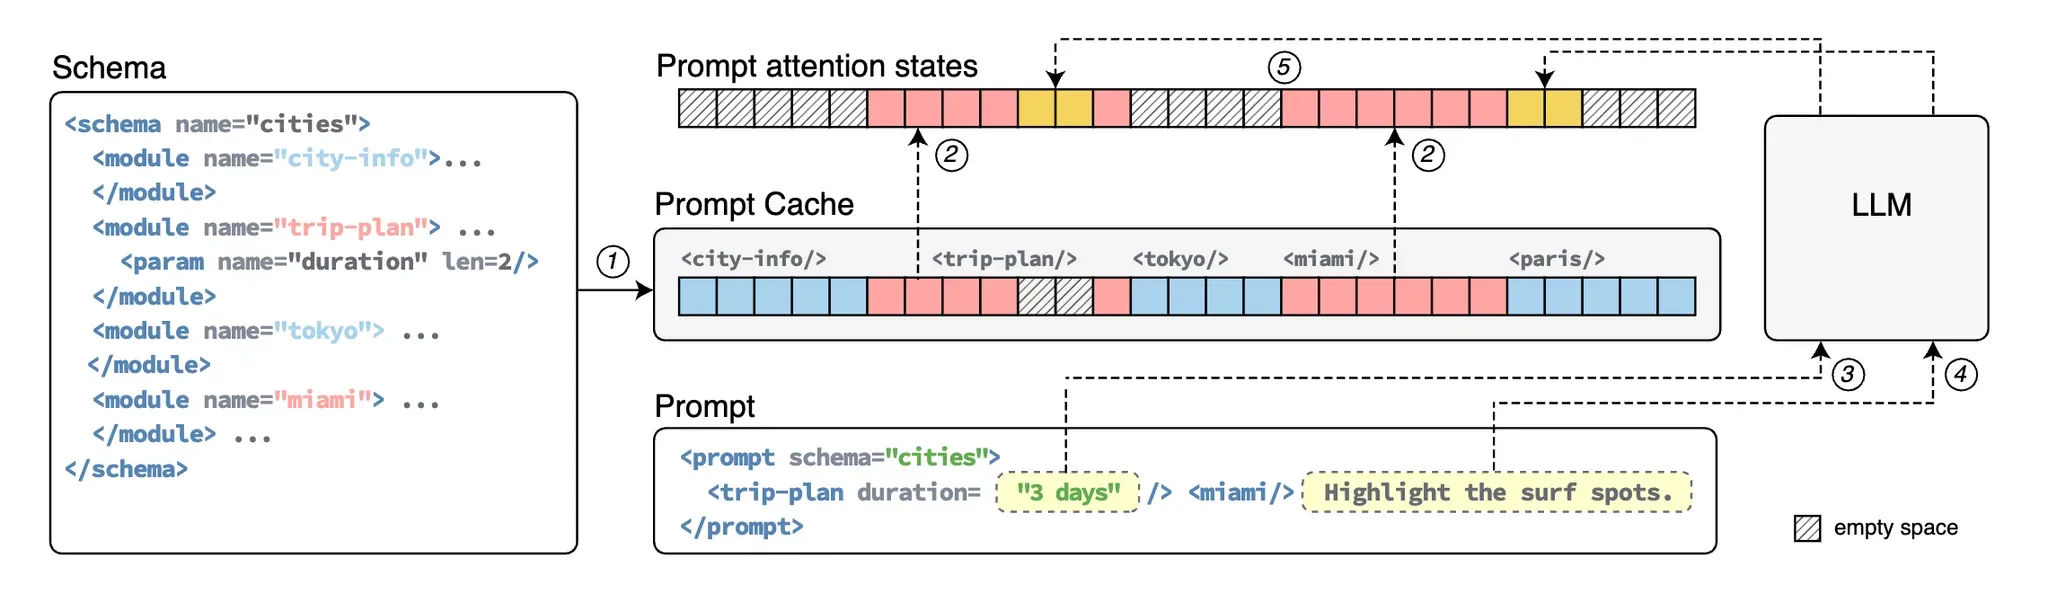 Schema
<schema name="cities">
<module name="city-info">...
</module>
<module name="trip-plan"> ...
<param name="duration" len=2/>
</module>
<module name="tokyo"> ...
</module>
<module name="miami"> ...
</module> ...
</schema>
1
Prompt attention states
5
2
2
Prompt Cache
<city-info/> <trip-plan/> <tokyo/> <miami/> <paris/>
LLM
3
4
Prompt
<prompt schema="cities">
<trip-plan duration= "3 days" /> <miami/> Highlight the surf spots.
</prompt>
empty space